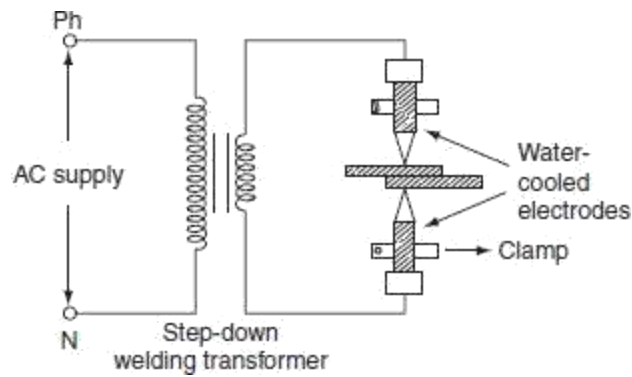 Ph
AC supply
N
Step-down
welding transformer
Water-
cooled
electrodes
Clamp